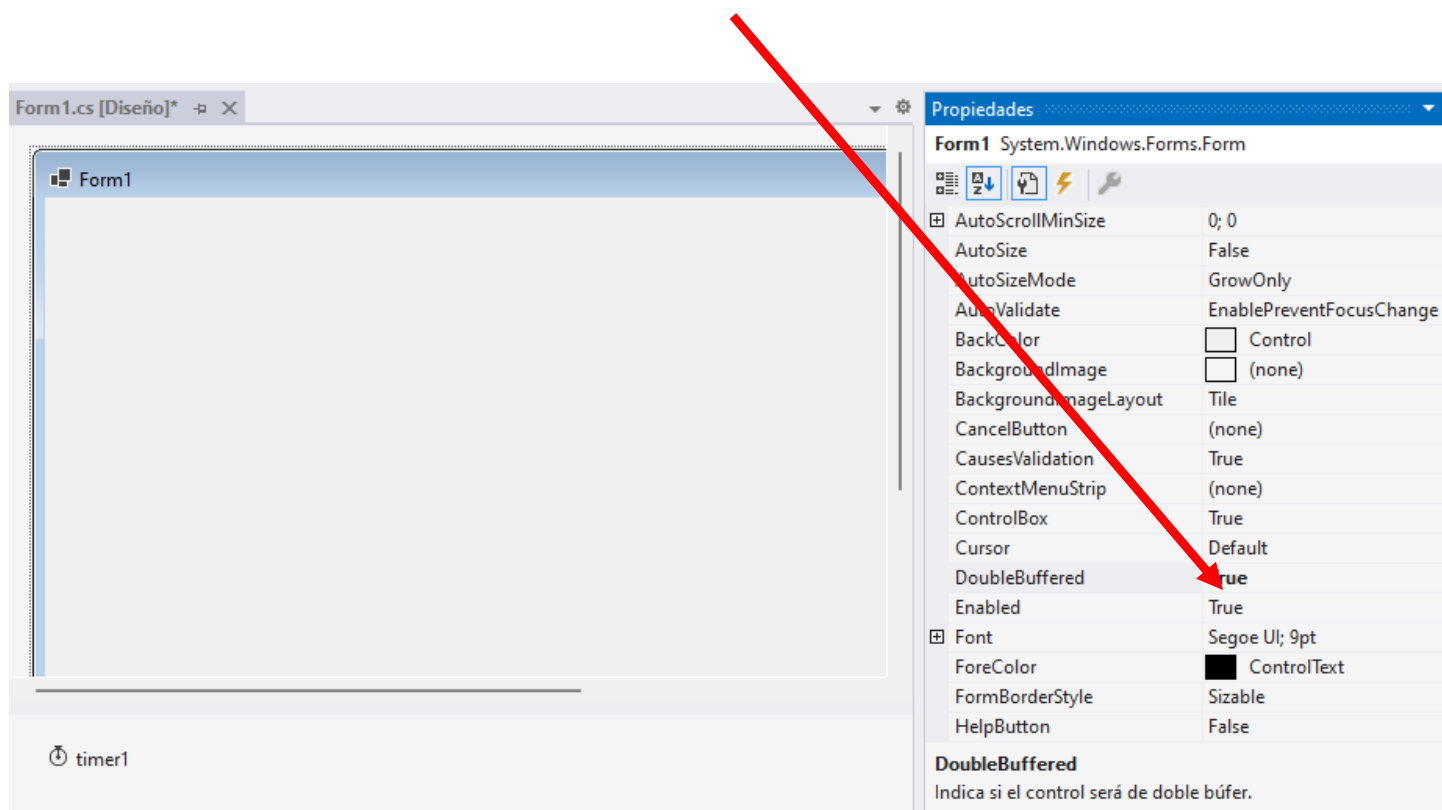 Form1.cs [Diseño]*
Propiedades
Form1 System.Windows.Forms.Form
Form1
AutoScrollMinSize 0; 0
AutoSize False
AutoSizeMode GrowOnly
AutoValidate EnablePreventFocusChange
BackColor Control
BackgroundImage (none)
BackgroundImageLayout Tile
CancelButton (none)
CausesValidation True
ContextMenuStrip (none)
ControlBox True
Cursor Default
DoubleBuffered True
Enabled True
Font Segoe UI; 9pt
ForeColor ControlText
FormBorderStyle Sizable
HelpButton False
timer1
DoubleBuffered
Indica si el control será de doble búfer.